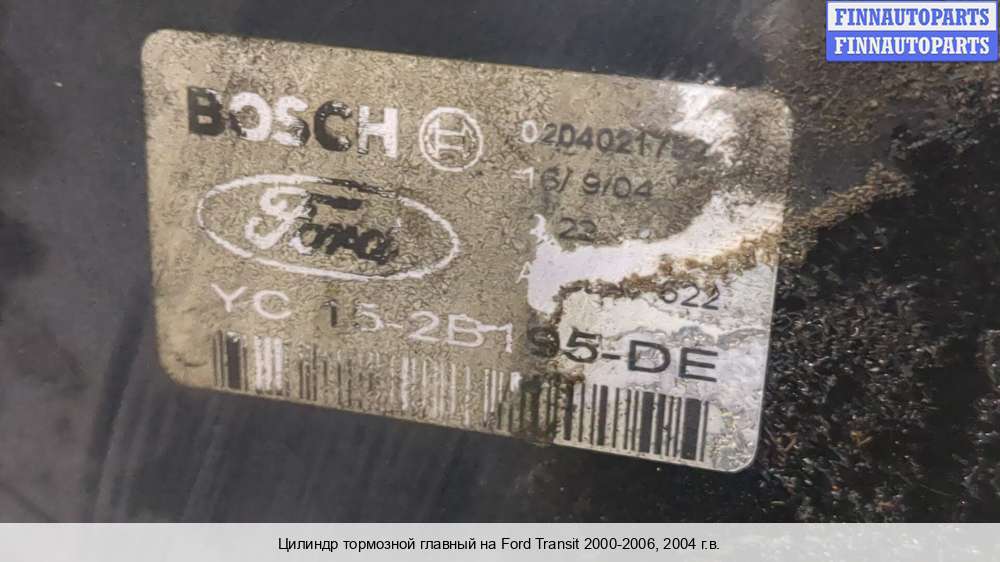 FINNAUTOPARTS
FINNAUTOPARTS
BOSCH
16/ 9/04
Ford
YC 15-2B195-DE
Цилиндр тормозной главный на Ford Transit 2000-2006, 2004 г.в.